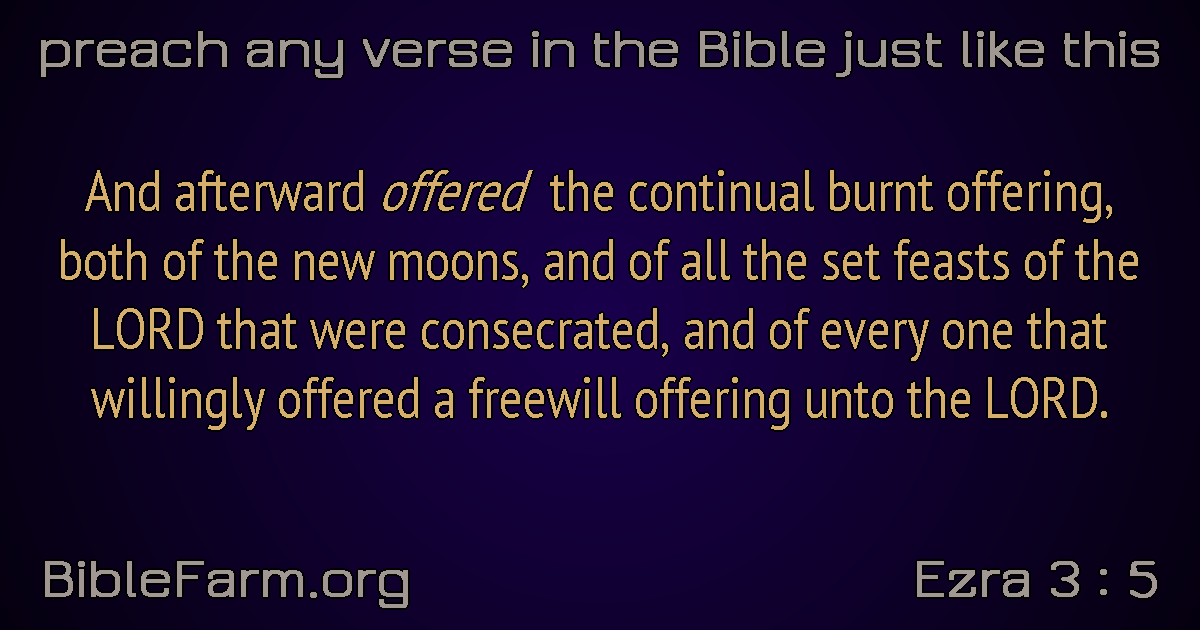 preach any verse in the Bible just like this
And afterward offered the continual burnt offering,
both of the new moons, and of all the set feasts of the
LORD that were consecrated, and of every one that
willingly offered a freewill offering unto the LORD.
BibleFarm.org
Ezra 3 : 5